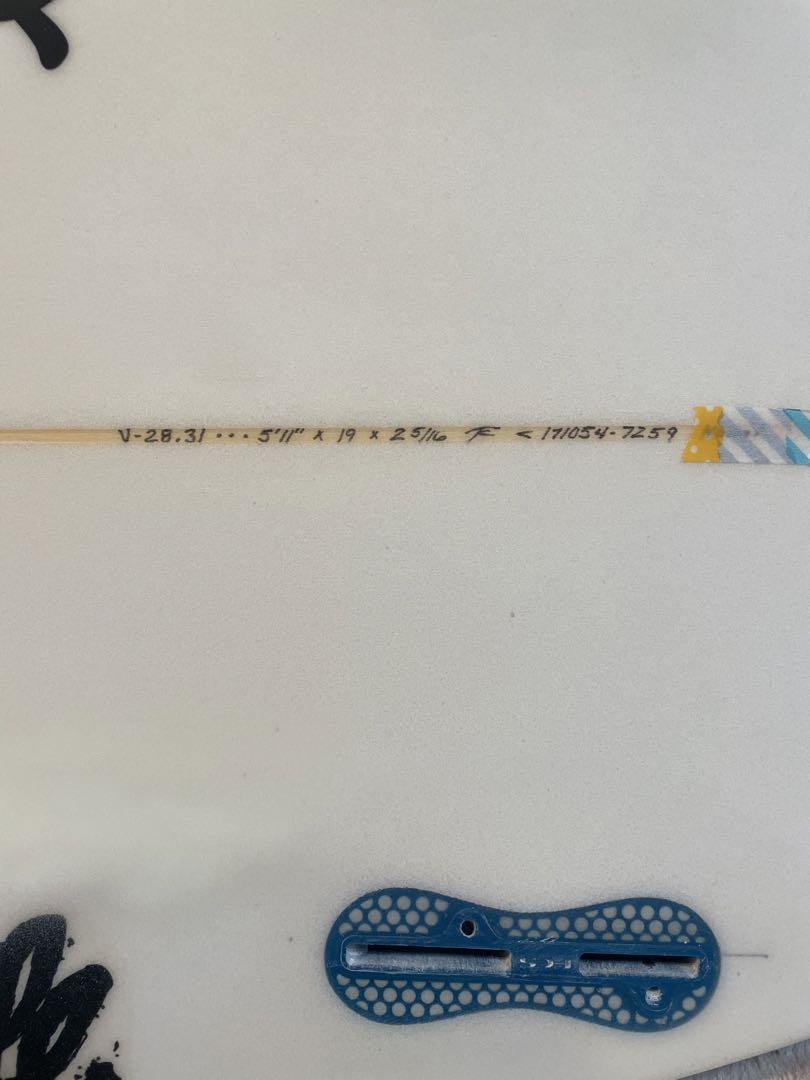 V-28.31 ... 5'11" x 19 x 2 5/16 < 171054-7259